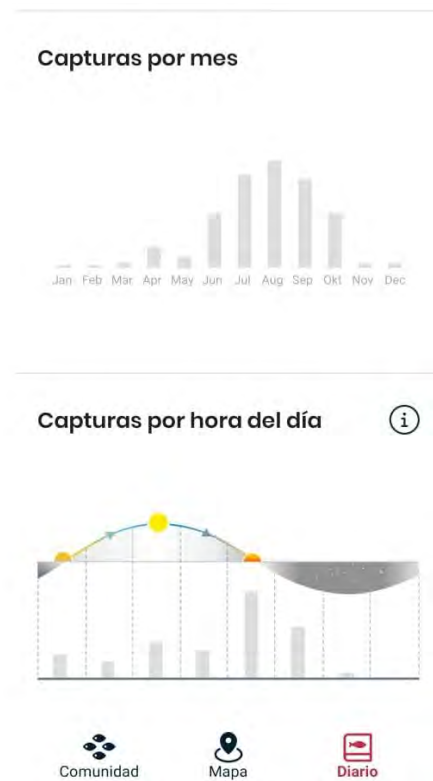 Capturas por mes
Jan Feb Mar Apr May Jun Jul Aug Sep Okt Nov Dec
Capturas por hora del día
i
Comunidad Mapa Diario